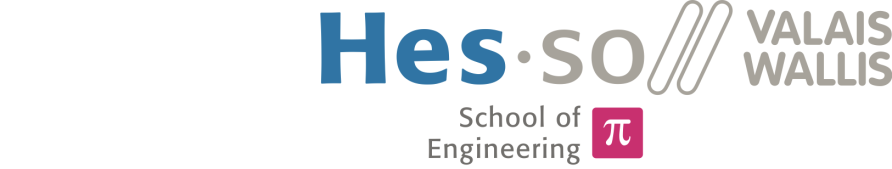 Hes·so
VALAIS
WALLIS
School of
Engineering
π